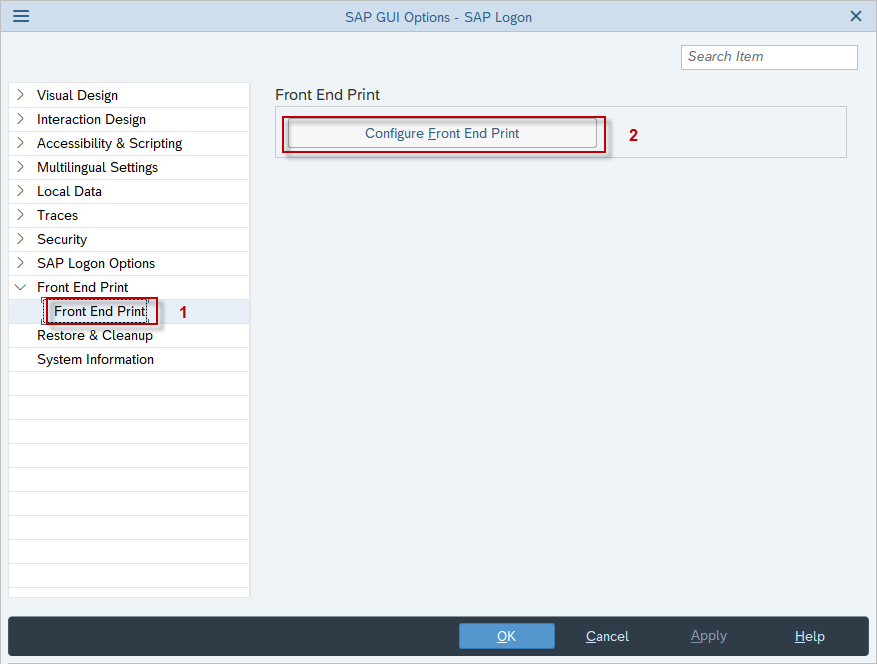 SAP GUI Options - SAP Logon
Search Item
Visual Design
Interaction Design
Accessibility & Scripting
Multilingual Settings
Local Data
Traces
Security
SAP Logon Options
Front End Print
Front End Print 1
Restore & Cleanup
System Information
Front End Print
Configure Front End Print 2
OK Cancel Apply Help